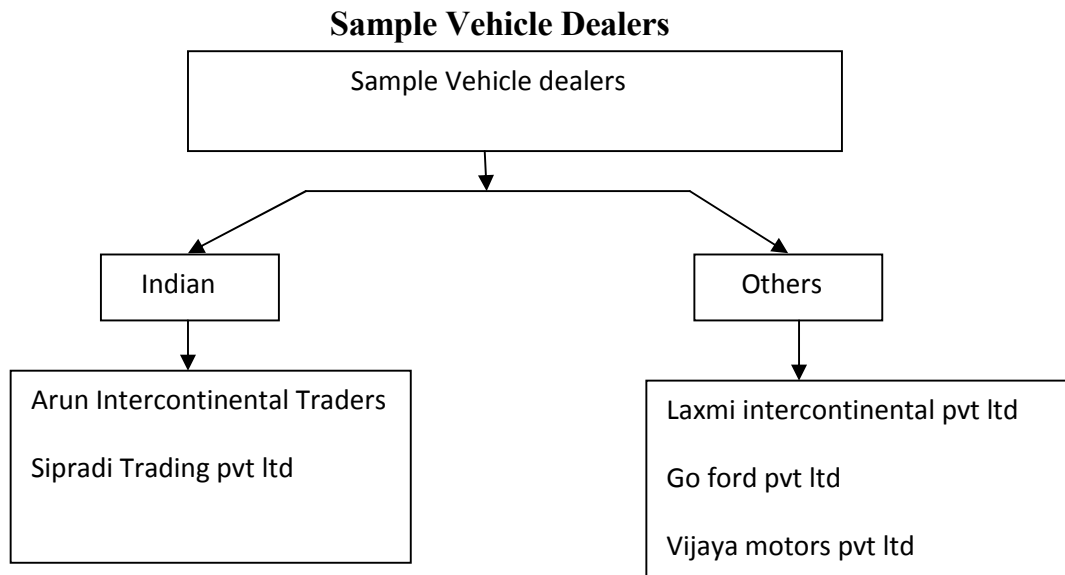 Sample Vehicle Dealers
Sample Vehicle dealers
Indian
Others
Arun Intercontinental Traders
Sipradi Trading pvt ltd
Laxmi intercontinental pvt ltd
Go ford pvt ltd
Vijaya motors pvt ltd